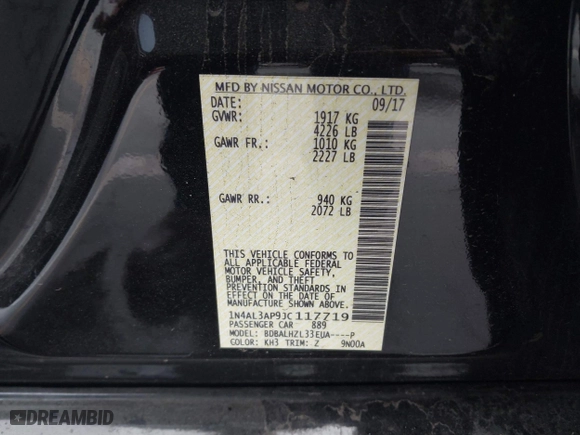 MFD BY NISSAN MOTOR CO., LTD.
DATE: 09/17
GVWR: 1917 KG
4226 LB
GAWR FR.: 1010 KG
2227 LB
GAWR RR.: 940 KG
2072 LB
THIS VEHICLE CONFORMS TO
ALL APPLICABLE FEDERAL
MOTOR VEHICLE SAFETY,
BUMPER, AND THEFT
PREVENTION STANDARDS IN
EFFECT ON THE DATE OF
MANUFACTURE SHOWN ABOVE.
1N4AL3AP9JC117719
PASSENGER CAR 889
MODEL: BDBALHZL33EUA----P
COLOR: KH3 TRIM: Z 9N00A
DREAMBID